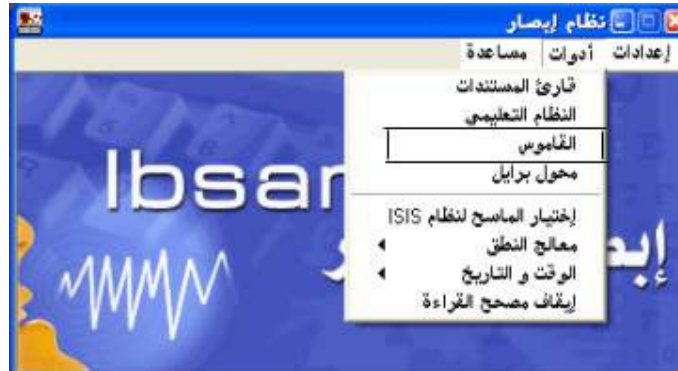 نظام إبصار
إعدادات أدوات مساعدة
قارئ المستندات
النظام التعليمي
القاموس
محول برايل
إختيار الماسح لنظام ISIS
معالج النطق
الوقت و التاريخ
إيقاف مصحح القراءة
Ibsar